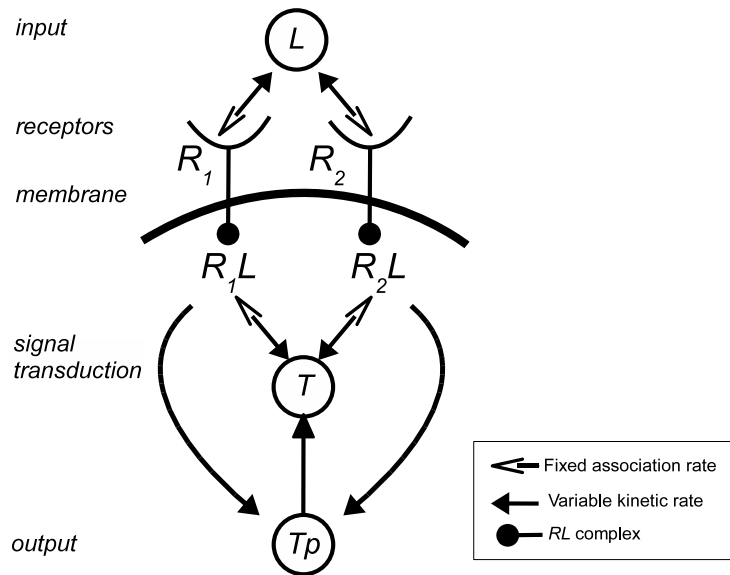 input
L
receptors
R1 R2
membrane
R1L R2L
signal
transduction
T
output
Tp
Fixed association rate
Variable kinetic rate
RL complex